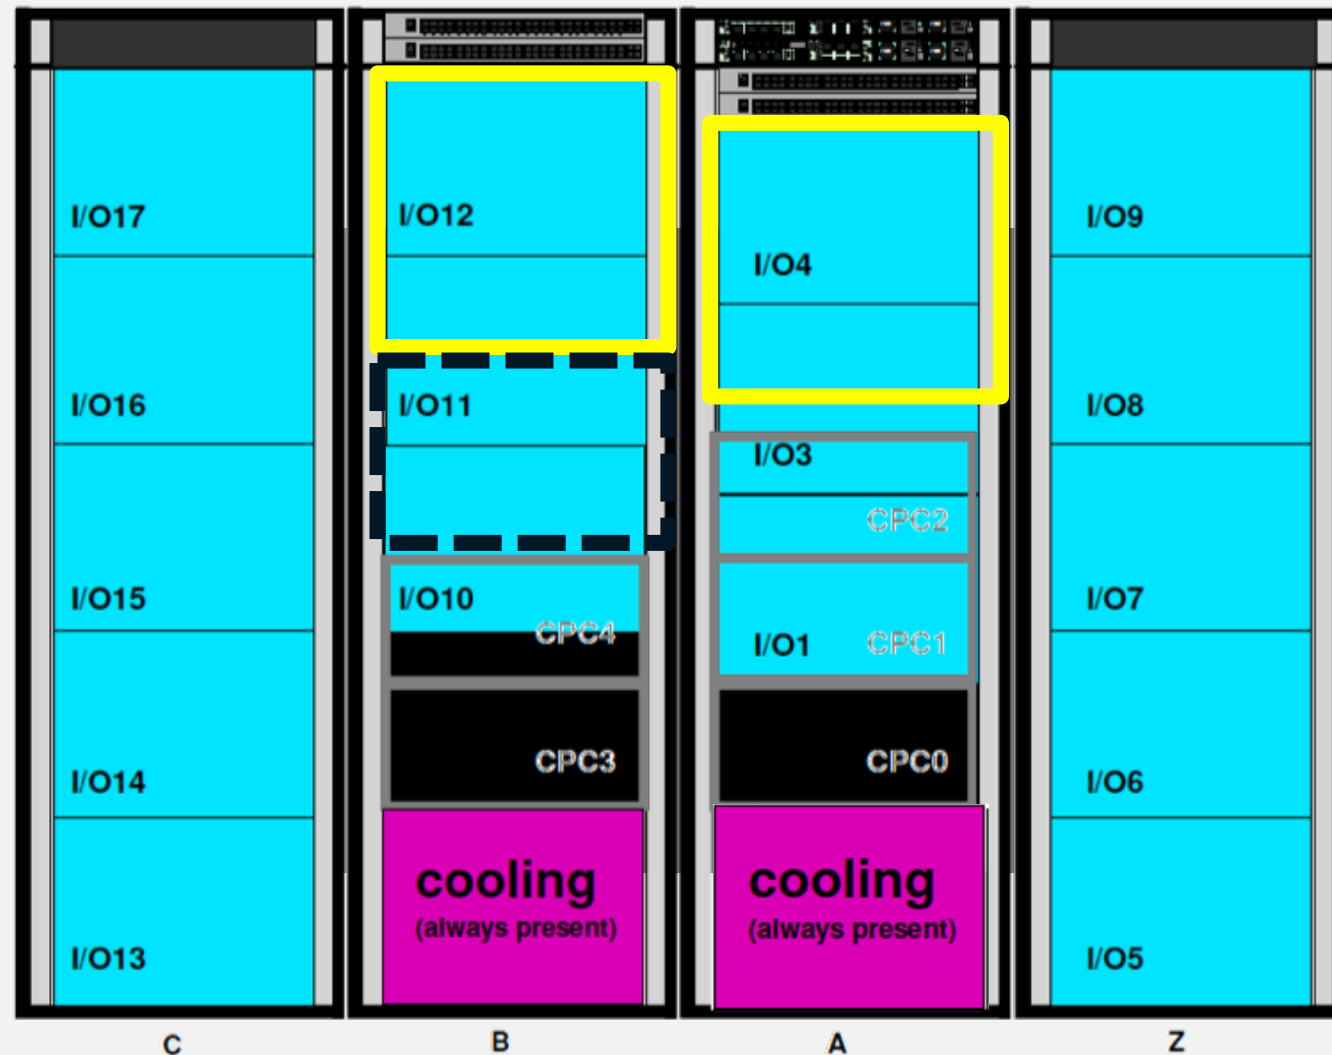 I/O17
I/O16
I/O15
I/O14
I/O13
C
I/O12
I/O11
I/O10
CPC4
CPC3
cooling
(always present)
B
I/O4
I/O3
CPC2
I/O1 CPC1
CPC0
cooling
(always present)
A
I/O9
I/O8
I/O7
I/O6
I/O5
Z